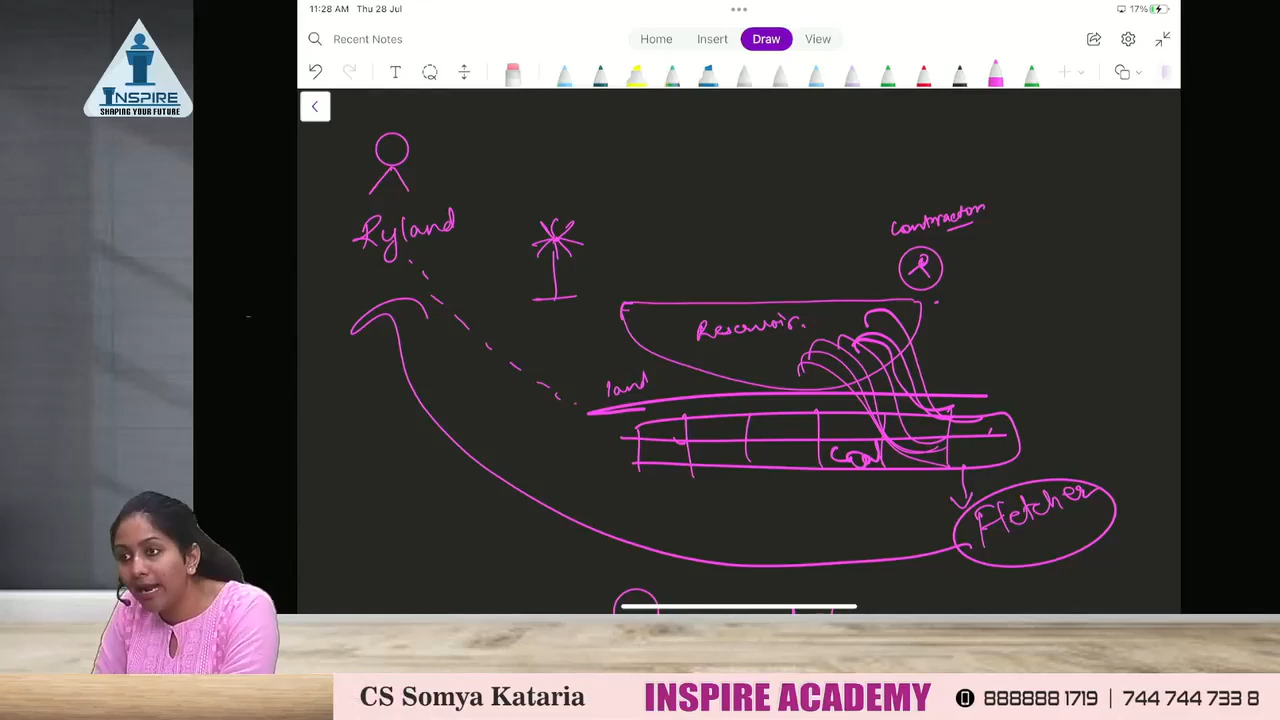 11:28 AM Thu 28 Jul
17%
INSPIRE
SHAPING YOUR FUTURE
Recent Notes
Home Insert Draw View
T
Ryland
Contractor
Reservoir.
land
Coal
Fletcher
CS Somya Kataria
INSPIRE ACADEMY
888888 1719 | 744 744 733 8